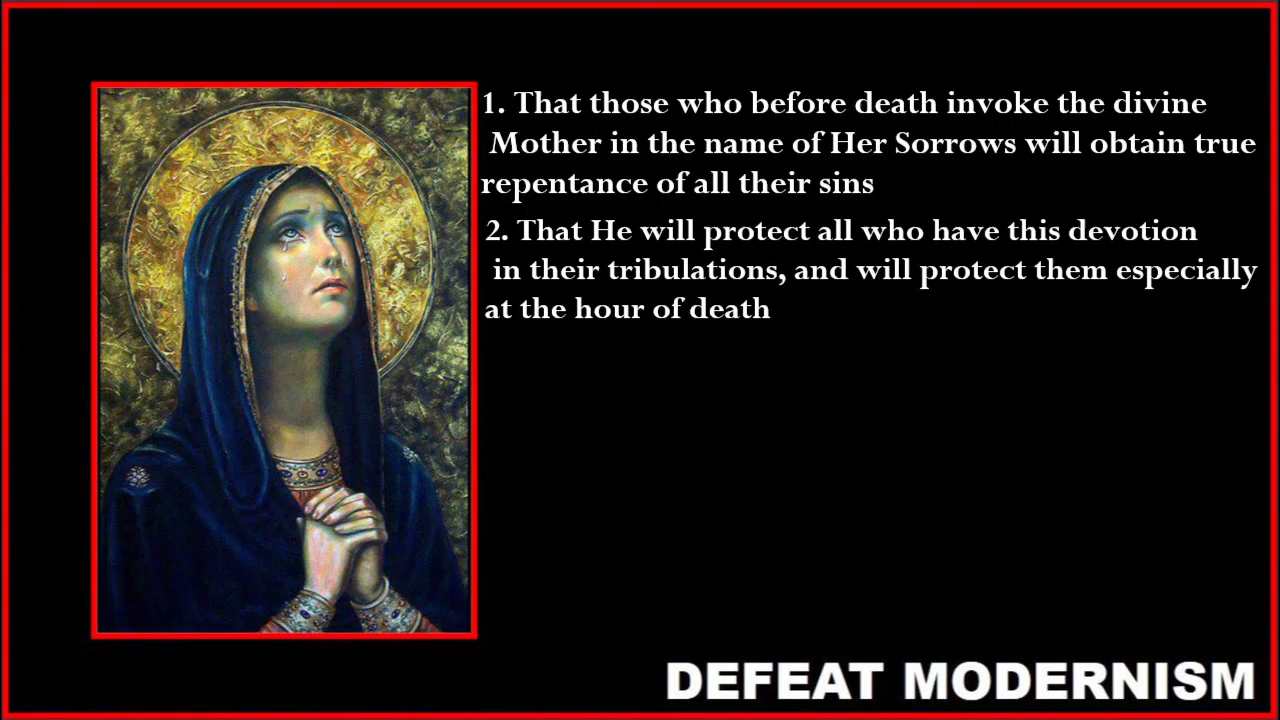 1. That those who before death invoke the divine
Mother in the name of Her Sorrows will obtain true
repentance of all their sins
2. That He will protect all who have this devotion
in their tribulations, and will protect them especially
at the hour of death
DEFEAT MODERNISM